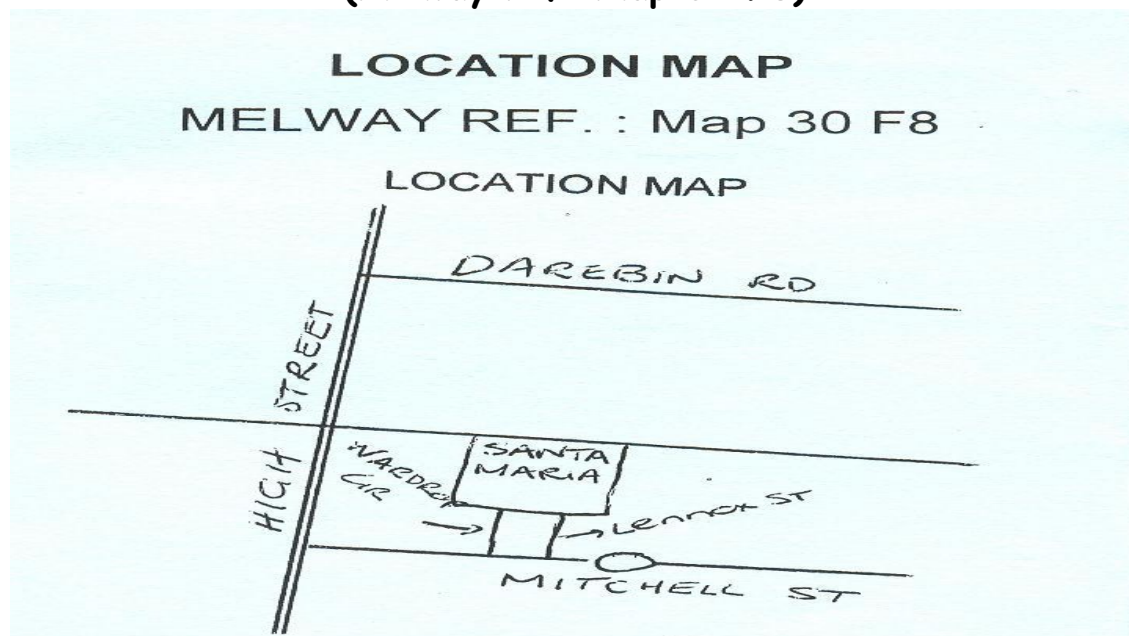 LOCATION MAP
MELWAY REF. : Map 30 F8
LOCATION MAP
DAREBIN RD
HIGH STREET
SANTA
MARIA
WARDROP
GR
LENNOX ST
MITCHELL ST